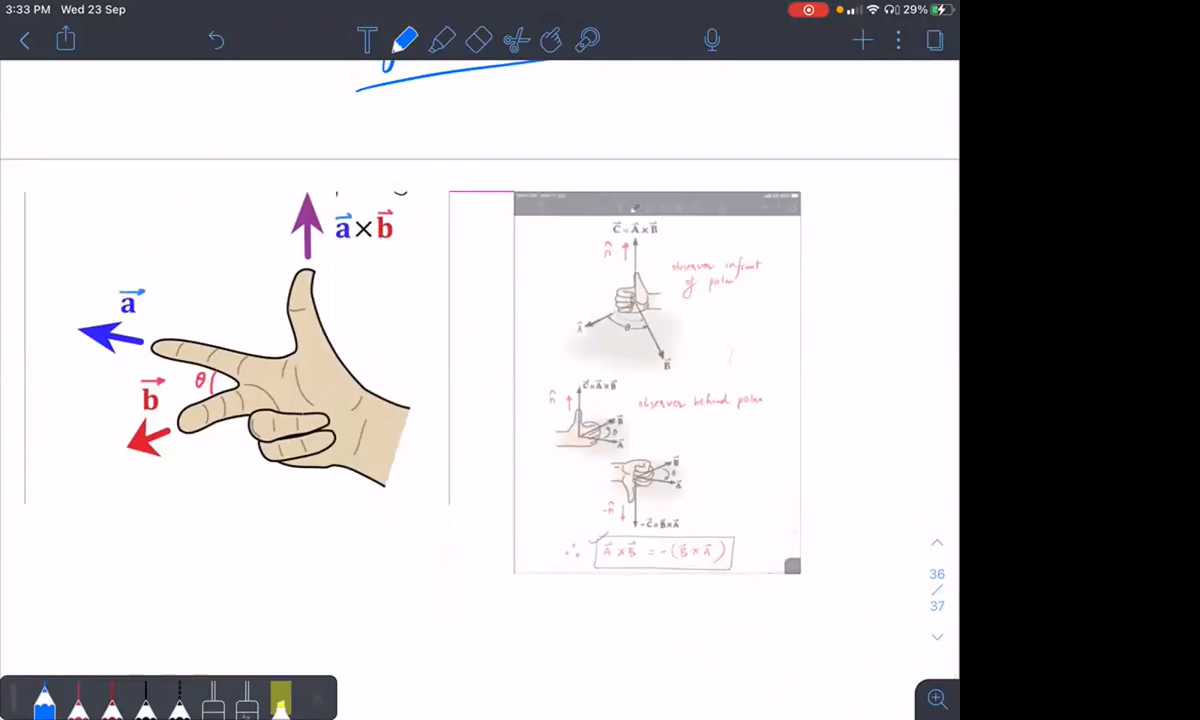 3:33 PM Wed 23 Sep
29%
T
a⃗ × b⃗
a⃗
θ
b⃗
C⃗ = A⃗ × B⃗
n̂
observer infront
of palm
A⃗
θ
B⃗
C⃗ = A⃗ × B⃗
n̂
observer behind palm
B⃗
θ
A⃗
B⃗
θ
A⃗
-n̂
-C⃗ = B⃗ × A⃗
∴ A⃗ × B⃗ = - (B⃗ × A⃗)
36
/
37